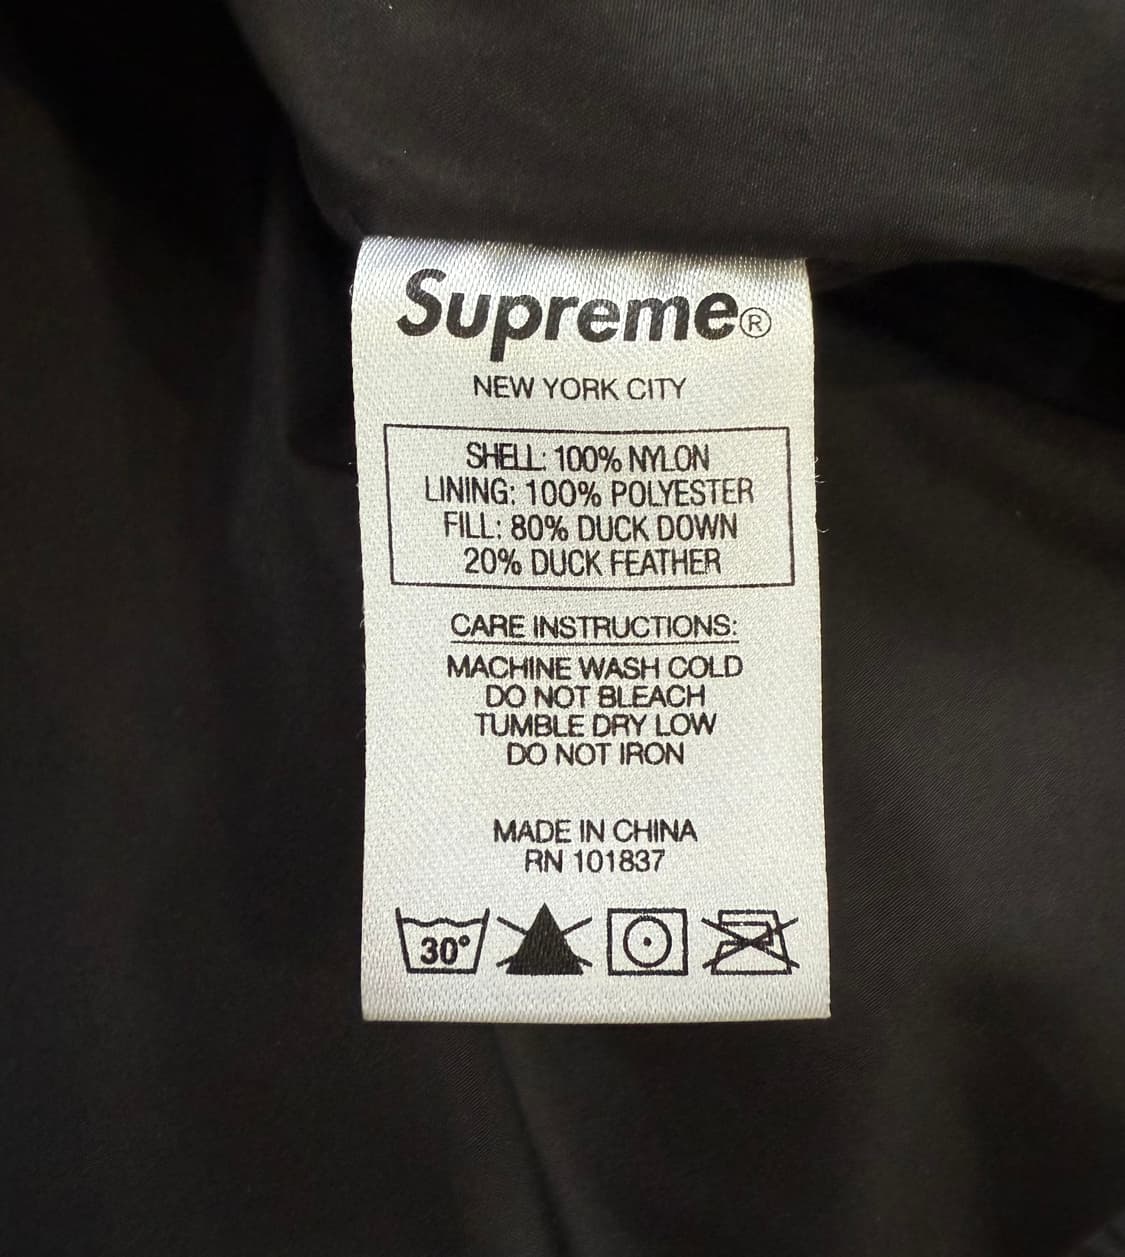 Supreme®
NEW YORK CITY
SHELL: 100% NYLON
LINING: 100% POLYESTER
FILL: 80% DUCK DOWN
20% DUCK FEATHER
CARE INSTRUCTIONS:
MACHINE WASH COLD
DO NOT BLEACH
TUMBLE DRY LOW
DO NOT IRON
MADE IN CHINA
RN 101837
30°